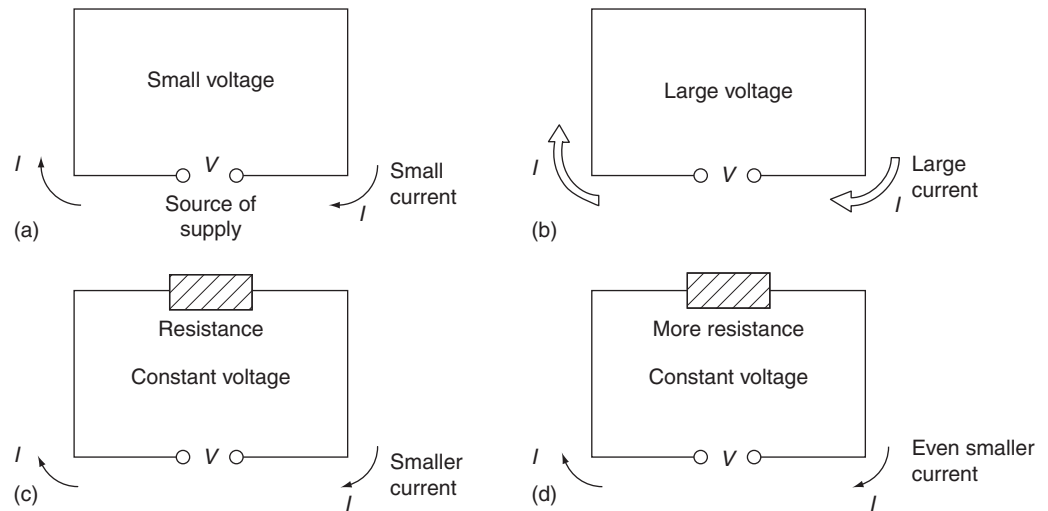 Small voltage
I
V
Small
current
I
Source of
supply
(a)
Large voltage
I
V
Large
current
I
(b)
Resistance
Constant voltage
I
V
Smaller
current
I
(c)
More resistance
Constant voltage
I
V
Even smaller
current
I
(d)